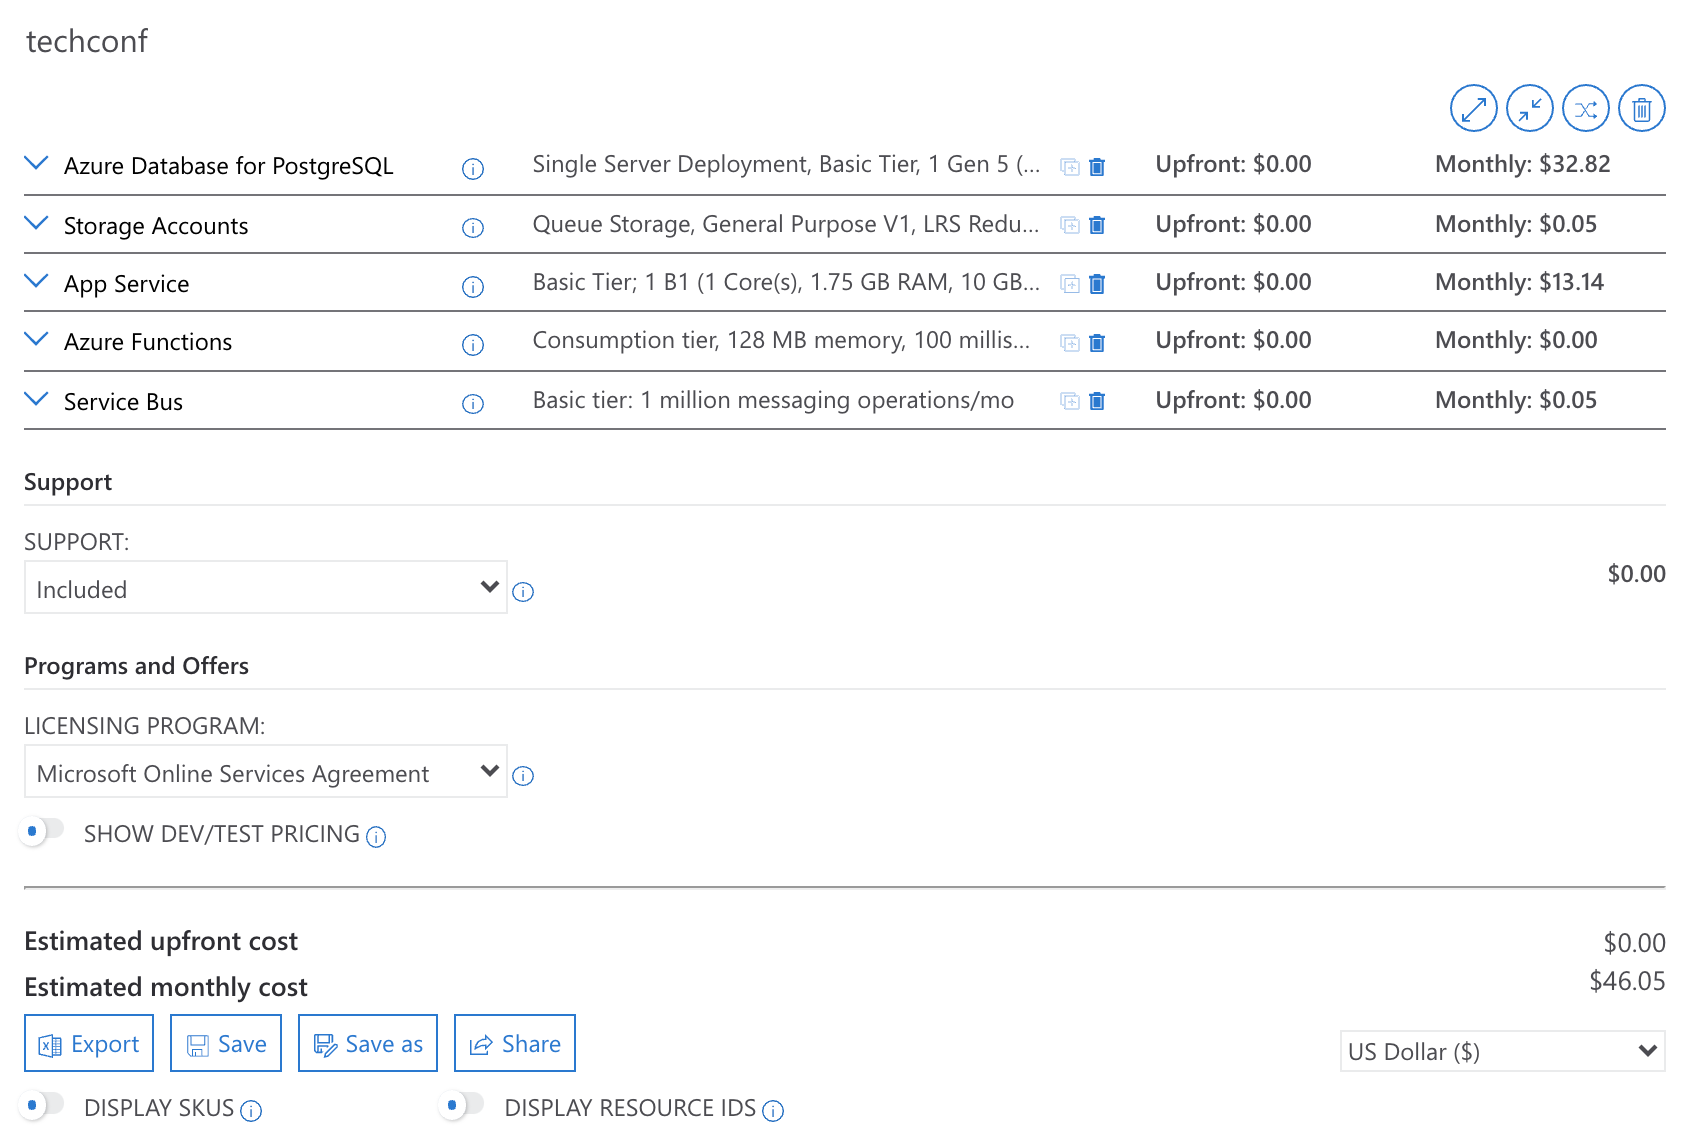 techconf
Azure Database for PostgreSQL Single Server Deployment, Basic Tier, 1 Gen 5 (... Upfront: $0.00 Monthly: $32.82
Storage Accounts Queue Storage, General Purpose V1, LRS Redu... Upfront: $0.00 Monthly: $0.05
App Service Basic Tier; 1 B1 (1 Core(s), 1.75 GB RAM, 10 GB... Upfront: $0.00 Monthly: $13.14
Azure Functions Consumption tier, 128 MB memory, 100 millis... Upfront: $0.00 Monthly: $0.00
Service Bus Basic tier: 1 million messaging operations/mo Upfront: $0.00 Monthly: $0.05
Support
SUPPORT:
Included $0.00
Programs and Offers
LICENSING PROGRAM:
Microsoft Online Services Agreement
SHOW DEV/TEST PRICING
Estimated upfront cost $0.00
Estimated monthly cost $46.05
Export Save Save as Share US Dollar ($)
DISPLAY SKUS DISPLAY RESOURCE IDS